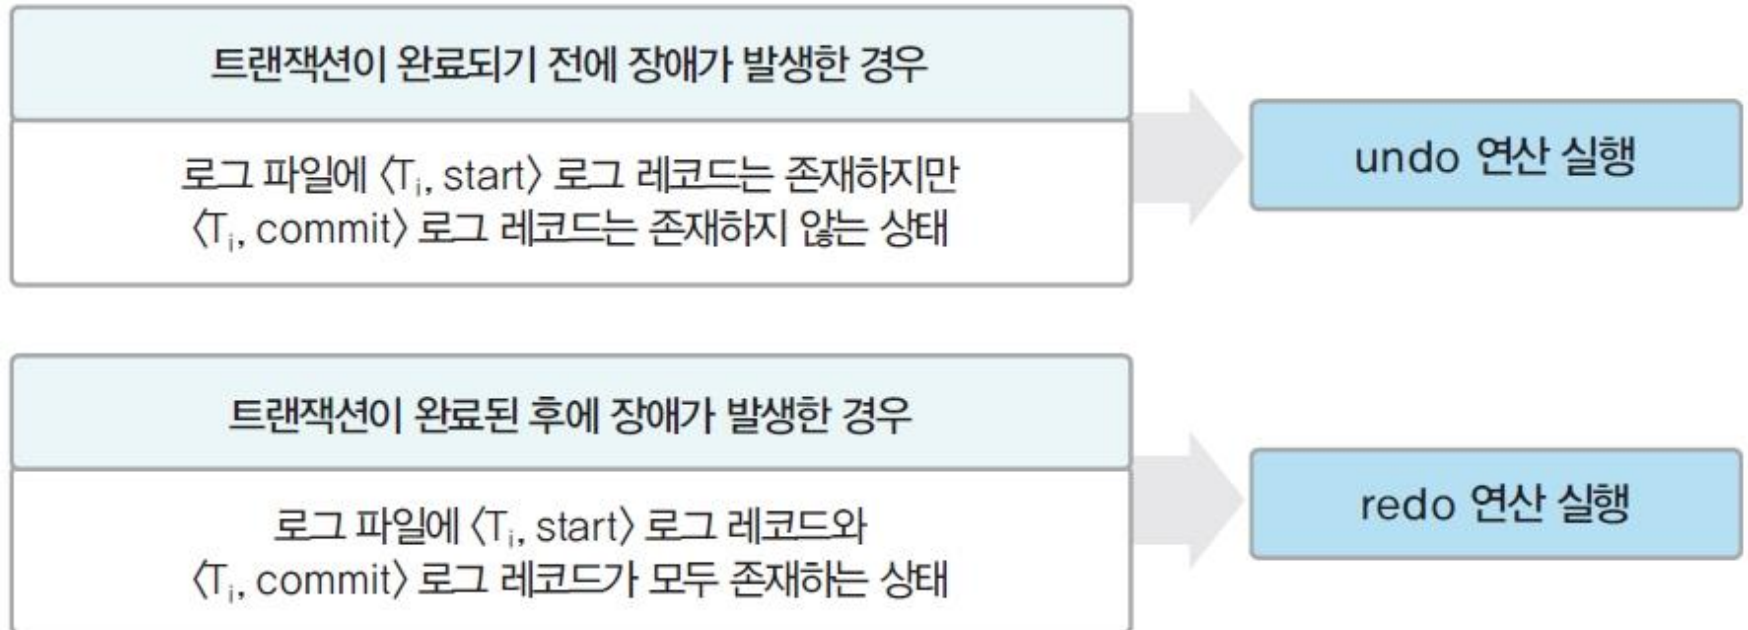 트랜잭션이 완료되기 전에 장애가 발생한 경우
로그 파일에 〈Ti, start〉 로그 레코드는 존재하지만
〈Ti, commit〉 로그 레코드는 존재하지 않는 상태
undo 연산 실행
트랜잭션이 완료된 후에 장애가 발생한 경우
로그 파일에 〈Ti, start〉 로그 레코드와
〈Ti, commit〉 로그 레코드가 모두 존재하는 상태
redo 연산 실행